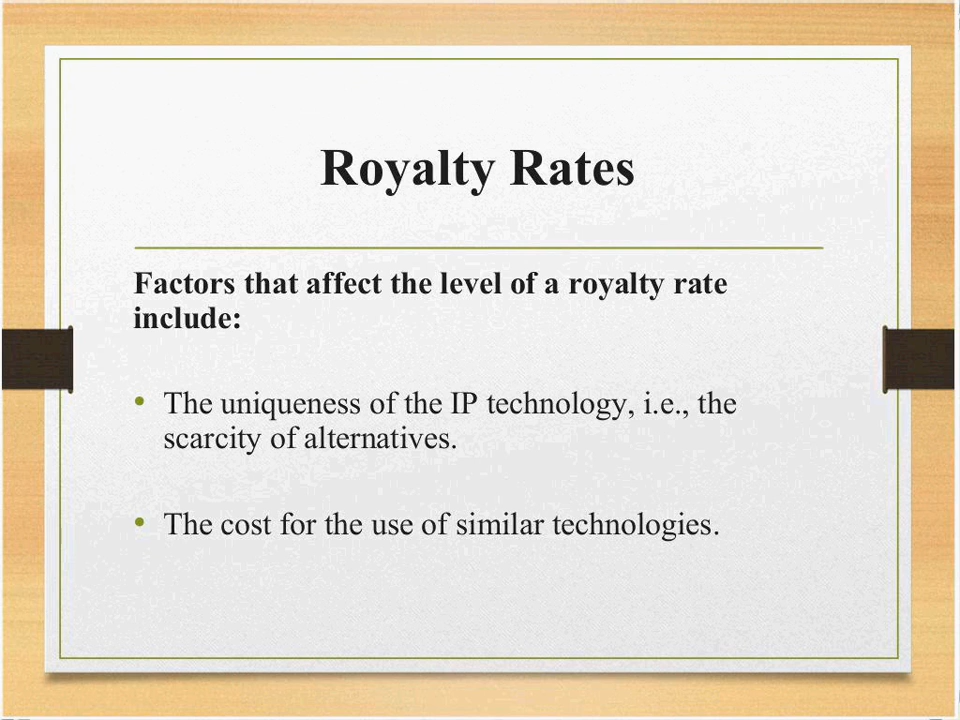 Royalty Rates
Factors that affect the level of a royalty rate
include:
• The uniqueness of the IP technology, i.e., the
scarcity of alternatives.
• The cost for the use of similar technologies.